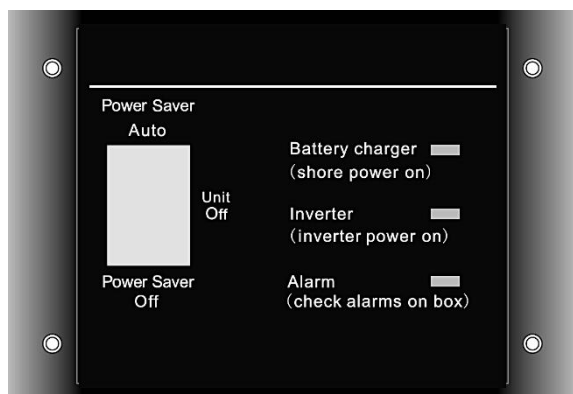 Power Saver
Auto
Unit
Off
Power Saver
Off
Battery charger
(shore power on)
Inverter
(inverter power on)
Alarm
(check alarms on box)